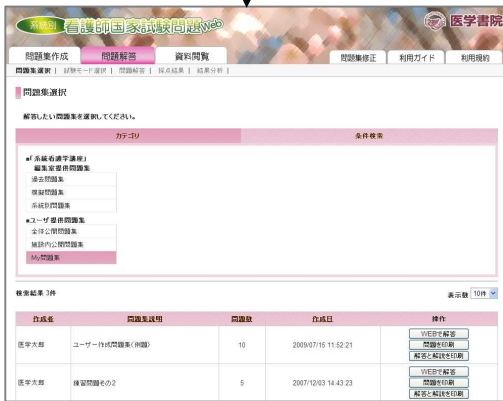 系統別 看護師国家試験問題Web
医学書院
問題集作成 問題解答 資料閲覧 問題集修正 利用ガイド 利用規約
問題集選択 | 試験モード選択 | 問題解答 | 採点結果 | 結果分析 |
問題集選択
解答したい問題集を選択してください。
カテゴリ 条件検索
■「系統看護学講座」
編集室提供問題集
過去問題集
模擬問題集
系統別問題集
■ユーザ提供問題集
全体公開問題集
施設内公開問題集
My問題集
検索結果 3件 表示数 10件
作成者 問題集説明 問題数 作成日 操作
医学太郎 ユーザー作成問題集(例題) 10 2009/07/15 11:52:21
WEBで解答
問題を印刷
解答と解説を印刷
医学太郎 練習問題その2 5 2007/12/03 14:43:23
WEBで解答
問題を印刷
解答と解説を印刷